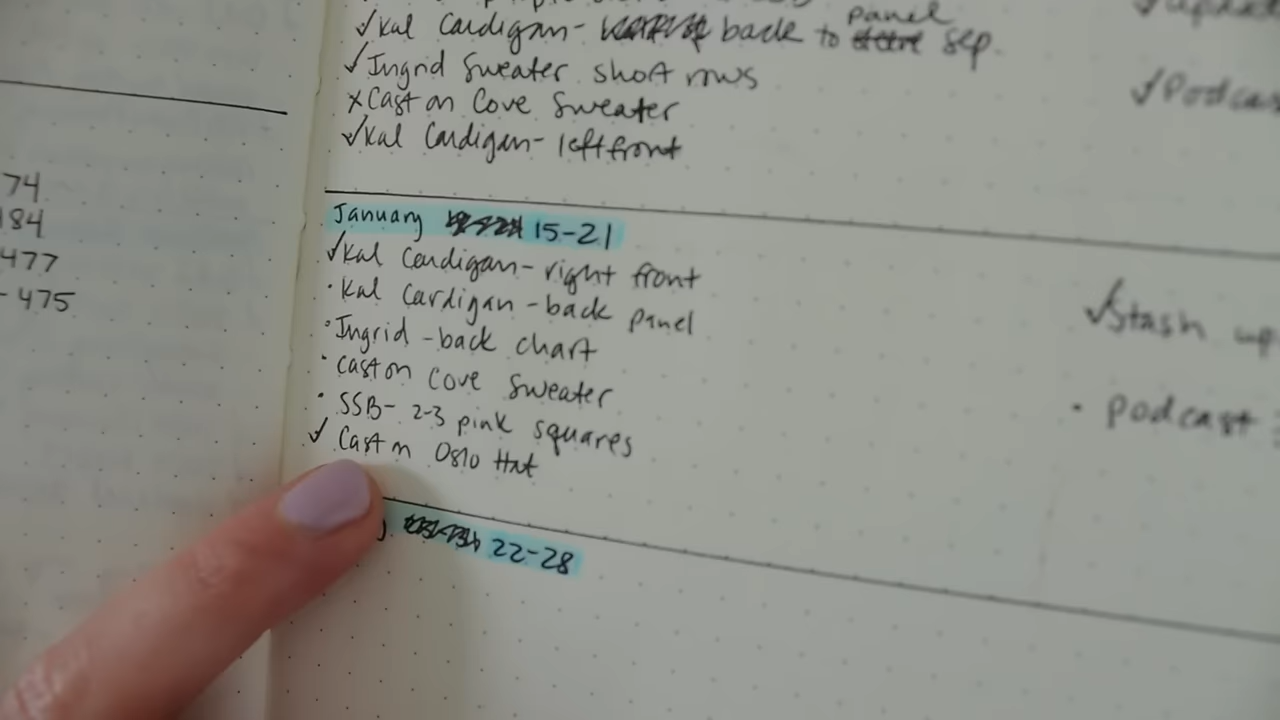 ✓Kal Cardigan- back to panel sep.
✓Ingrid Sweater short rows
×Cast on Cove Sweater
✓Kal Cardigan- left front
January 15-21
✓Kal Cardigan- right front
· Kal Cardigan -back panel
· Ingrid -back chart
· Cast on Cove Sweater
· SSB- 2-3 pink squares
✓ Cast on Oslo Hat
22-28
74
184
477
- 475
✓Podcas
✓Stash up
· Podcast